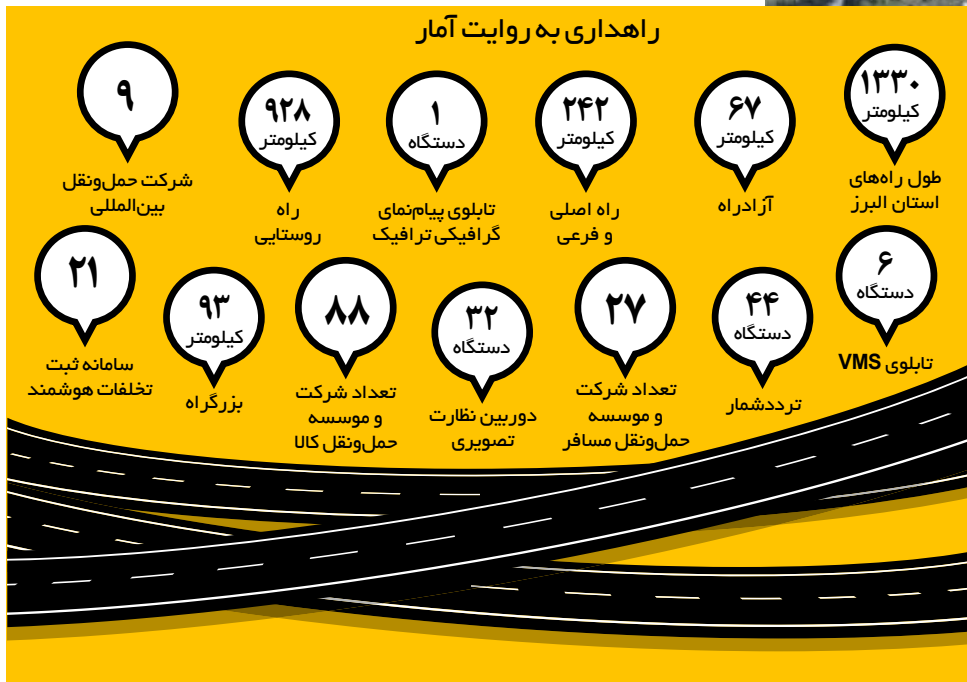 راهداری به روایت آمار
۱۳۳۰
کیلومتر
طول راه‌های
استان البرز
۶۷
کیلومتر
آزادراه
۲۴۲
کیلومتر
راه اصلی
و فرعی
۱
دستگاه
تابلوی پیام‌نمای
گرافیکی ترافیک
۹۲۸
کیلومتر
راه
روستایی
۹
شرکت حمل‌ونقل
بین‌المللی
۶
دستگاه
تابلوی VMS
۴۴
دستگاه
ترددشمار
۲۷
تعداد شرکت
و موسسه
حمل‌ونقل مسافر
۳۲
دستگاه
دوربین نظارت
تصویری
۸۸
تعداد شرکت
و موسسه
حمل‌ونقل کالا
۹۳
کیلومتر
بزرگراه
۲۱
سامانه ثبت
تخلفات هوشمند